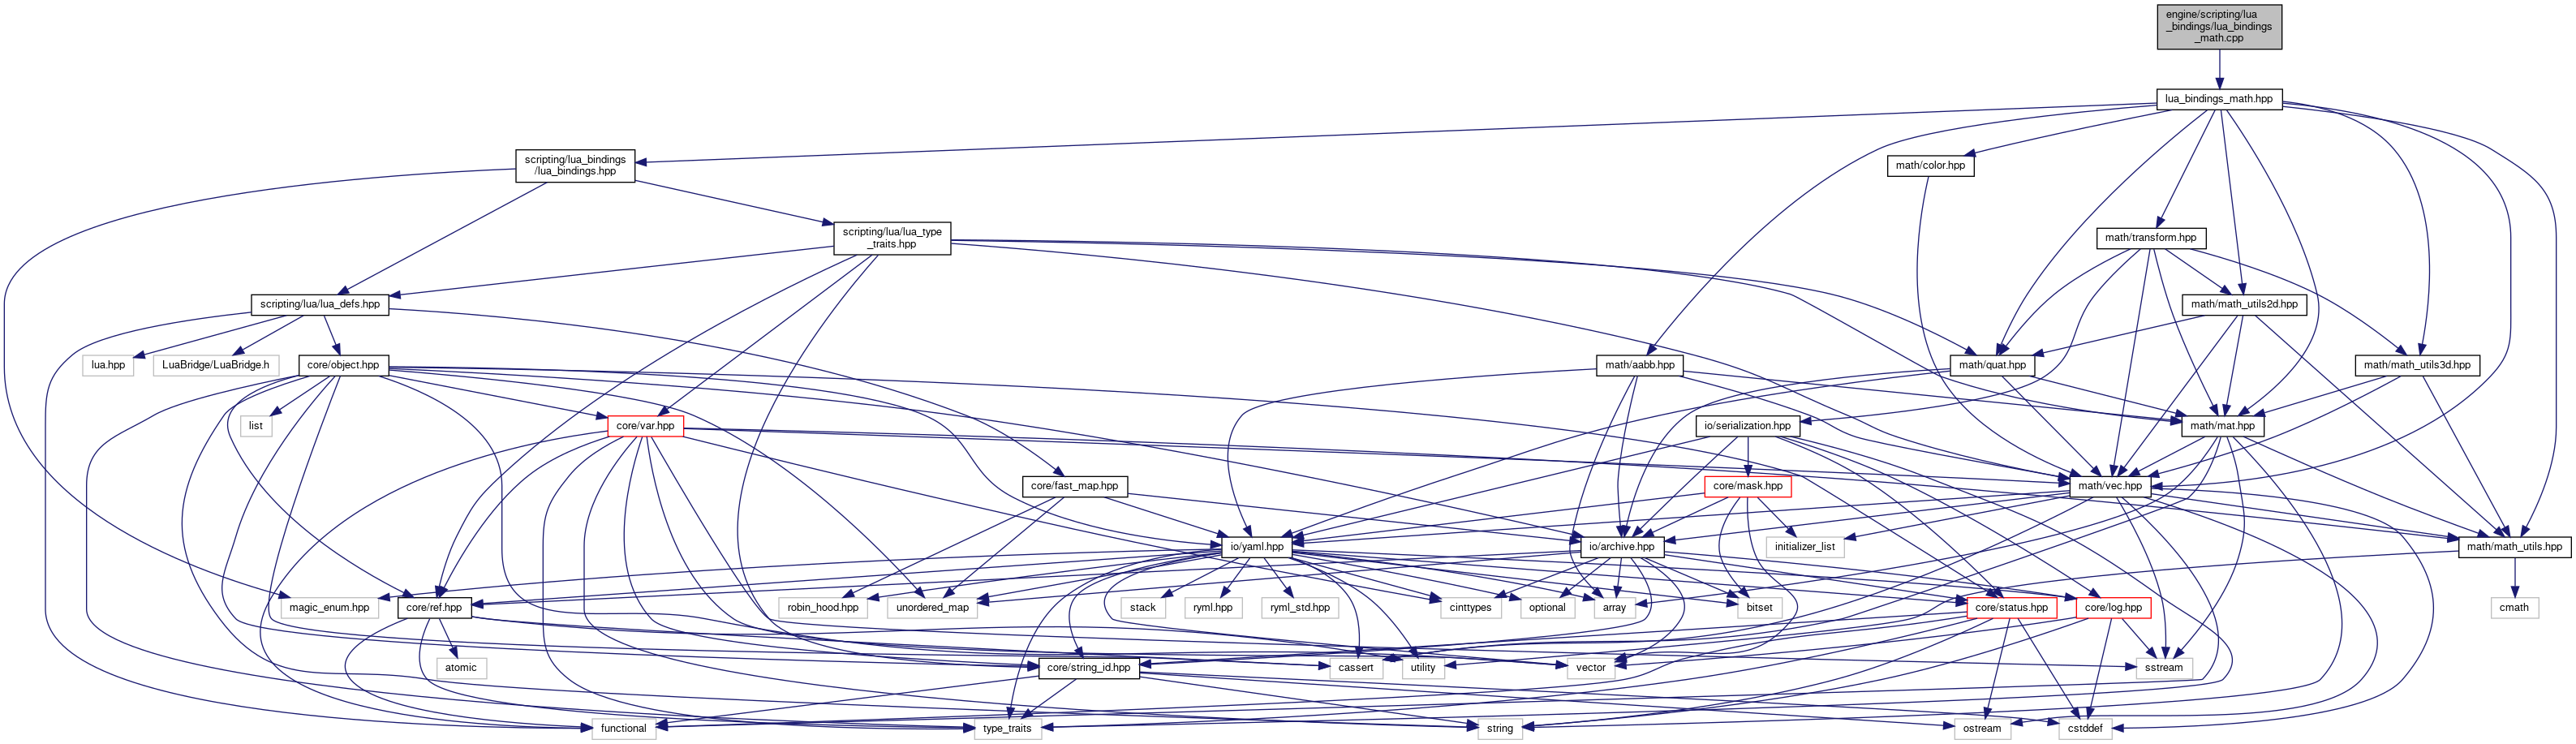 engine/scripting/lua
_bindings/lua_bindings
_math.cpp
lua_bindings_math.hpp
scripting/lua_bindings
/lua_bindings.hpp
math/color.hpp
scripting/lua/lua_type
_traits.hpp
math/transform.hpp
scripting/lua/lua_defs.hpp
math/math_utils2d.hpp
lua.hpp
LuaBridge/LuaBridge.h
core/object.hpp
math/aabb.hpp
math/quat.hpp
math/math_utils3d.hpp
list
core/var.hpp
io/serialization.hpp
math/mat.hpp
core/fast_map.hpp
core/mask.hpp
math/vec.hpp
io/yaml.hpp
io/archive.hpp
initializer_list
math/math_utils.hpp
magic_enum.hpp
core/ref.hpp
robin_hood.hpp
unordered_map
stack
ryml.hpp
ryml_std.hpp
cinttypes
optional
array
bitset
core/status.hpp
core/log.hpp
cmath
atomic
core/string_id.hpp
cassert
utility
vector
sstream
functional
type_traits
string
ostream
cstddef